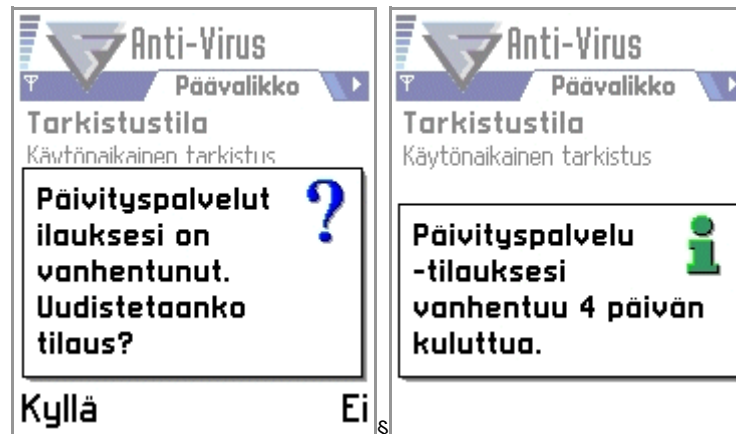 Anti-Virus
Päävalikko
Tarkistustila
Käytönaikainen tarkistus
Päivityspalvelut
ilauksesi on
vanhentunut.
Uudistetaanko
tilaus?
Kyllä Ei
§
Anti-Virus
Päävalikko
Tarkistustila
Käytönaikainen tarkistus
Päivityspalvelu
-tilauksesi
vanhentuu 4 päivän
kuluttua.